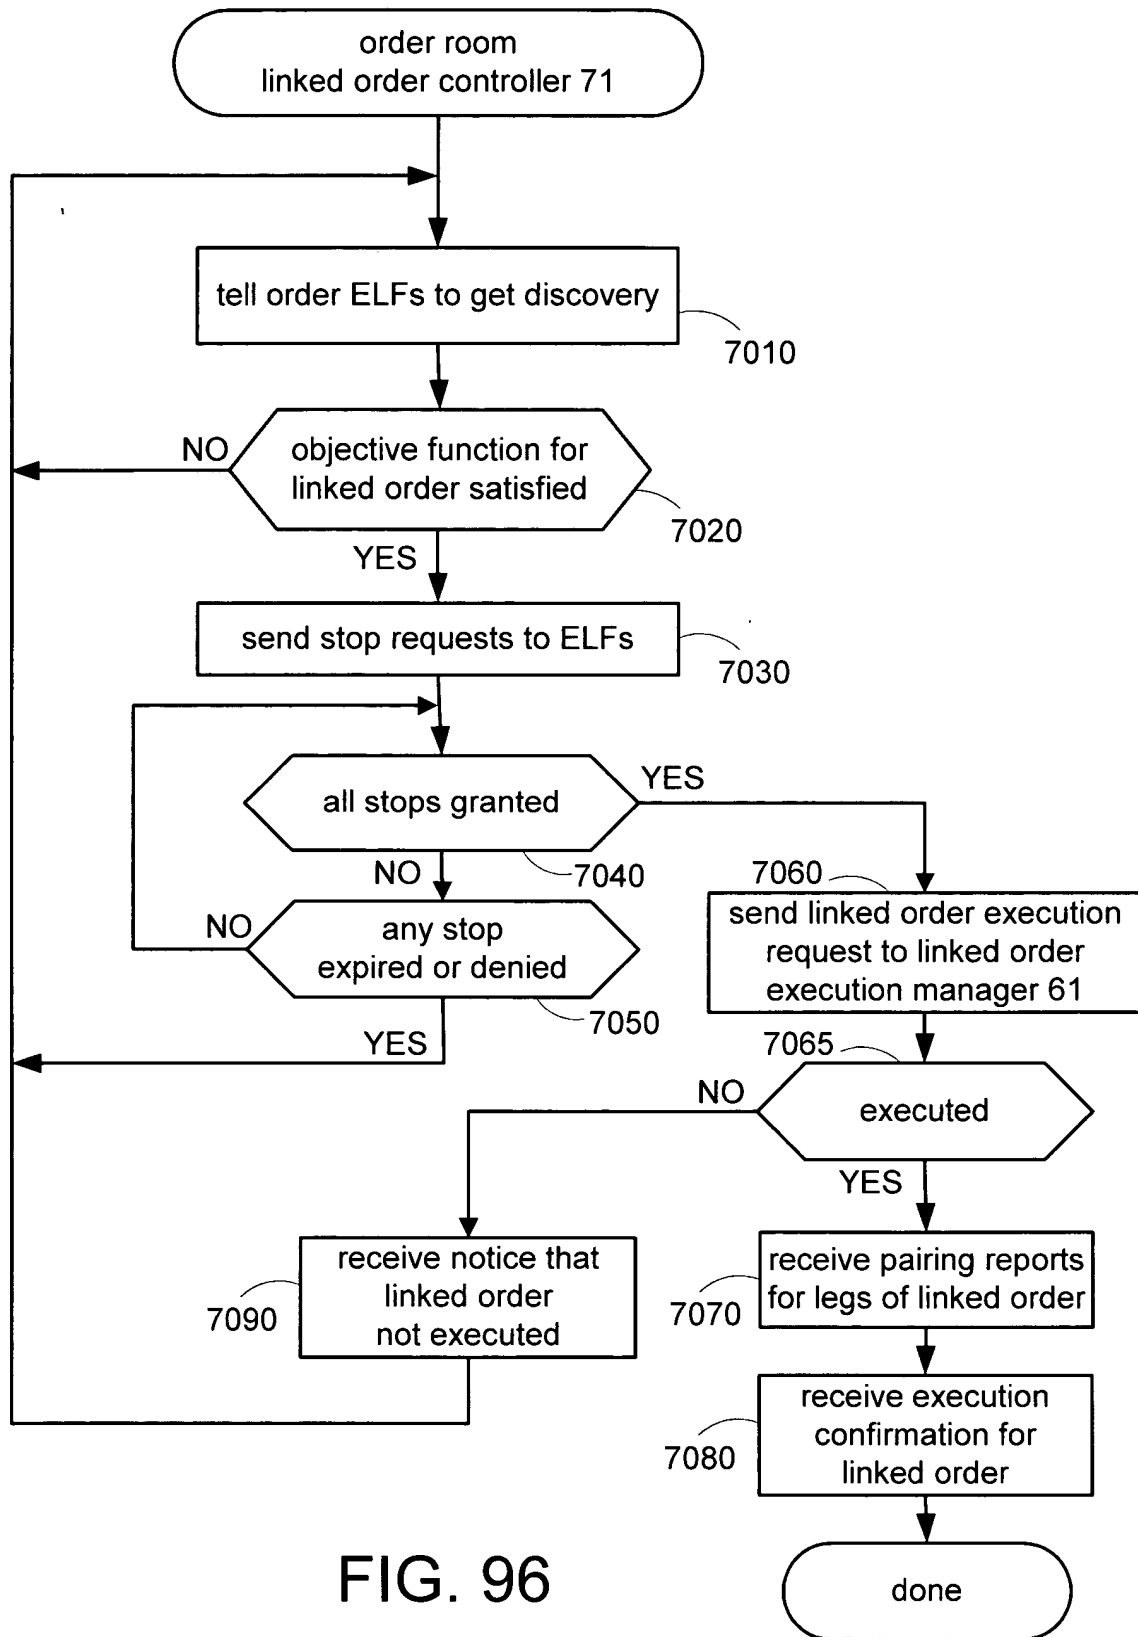 order room
linked order controller 71
tell order ELFs to get discovery
7010
NO
objective function for
linked order satisfied
7020
YES
send stop requests to ELFs
7030
all stops granted
YES
7040
NO
7060
send linked order execution
request to linked order
execution manager 61
NO
any stop
expired or denied
7050
YES
7065
NO
executed
YES
receive notice that
linked order
not executed
7090
receive pairing reports
for legs of linked order
7070
receive execution
confirmation for
linked order
7080
done
FIG. 96